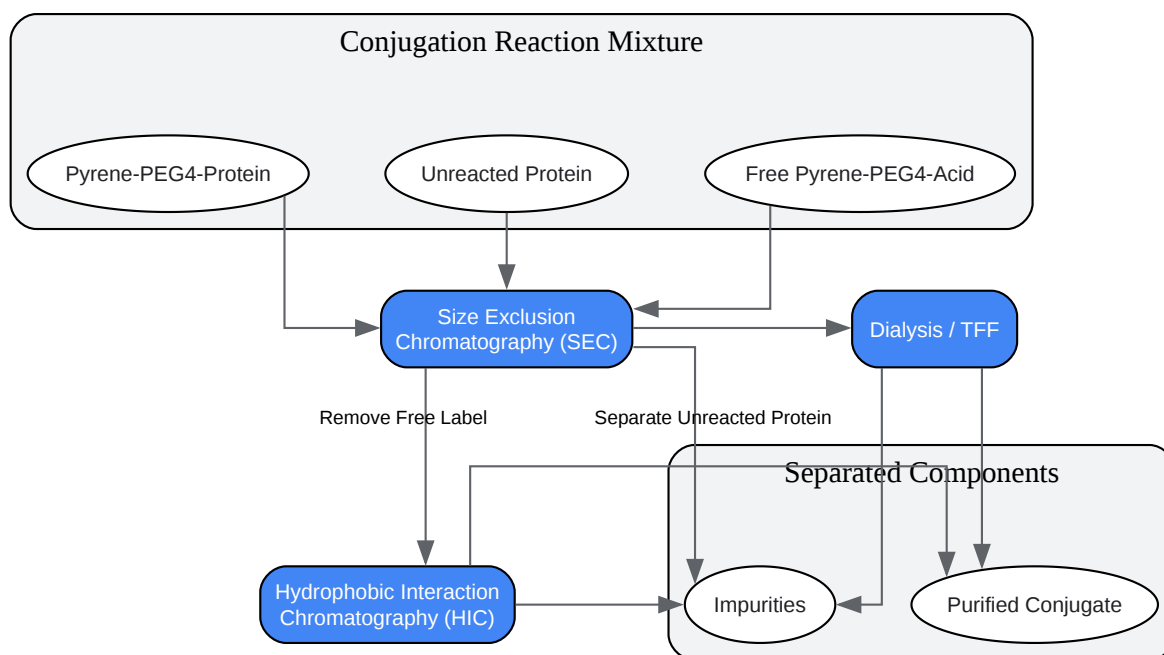 Conjugation Reaction Mixture
Pyrene-PEG4-Protein
Unreacted Protein
Free Pyrene-PEG4-Acid
Size Exclusion
Chromatography (SEC)
Dialysis / TFF
Remove Free Label
Separate Unreacted Protein
Separated Components
Hydrophobic Interaction
Chromatography (HIC)
Impurities
Purified Conjugate